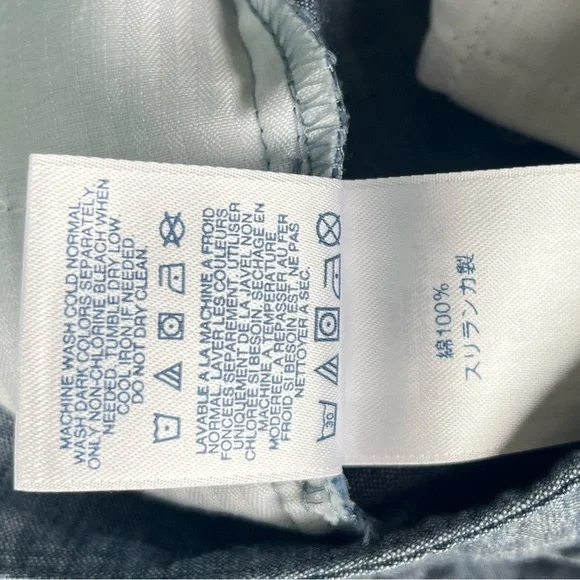 MACHINE WASH COLD NORMAL.
WASH DARK COLORS SEPARATELY.
ONLY NON-CHLORINE BLEACH WHEN
NEEDED. TUMBLE DRY LOW.
COOL IRON IF NEEDED
DO NOT DRY CLEAN.
LAVABLE A LA MACHINE A FROID
NORMAL. LAVER LES COULEURS
FONCEES SEPAREMENT. UTILISER
UNIQUEMENT DE LA JAVEL NON
CHLOREE SI BESOIN. SECHAGE EN
MACHINE A TEMPERATURE
MODEREE. A REPASSER AU FER
FROID SI BESOIN EST. NE PAS
NETTOYER A SEC.
30
綿100%
スリランカ製